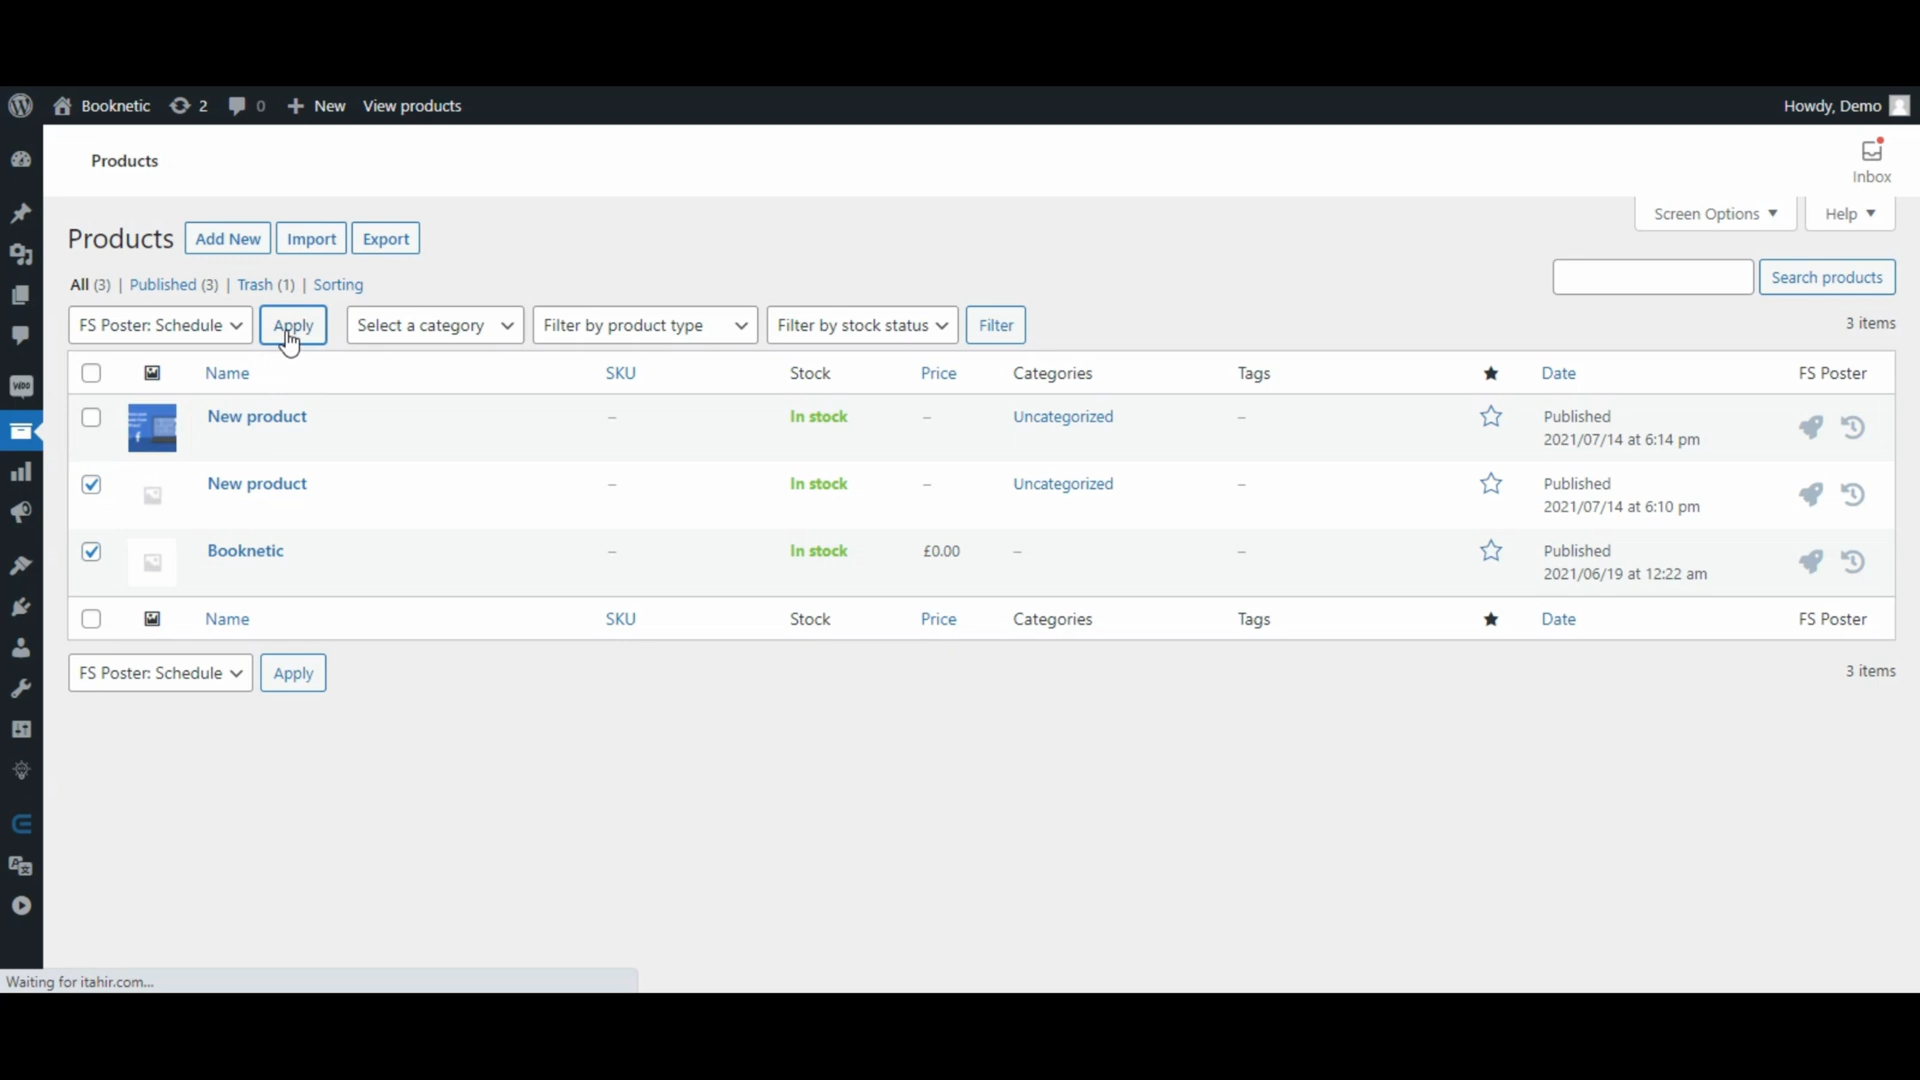 Booknetic 2 0 New View products Howdy, Demo
Products
Inbox
Screen Options Help
Products Add New Import Export
All (3) | Published (3) | Trash (1) | Sorting
Search products
FS Poster: Schedule Apply Select a category Filter by product type Filter by stock status Filter 3 items
Name SKU Stock Price Categories Tags Date FS Poster
New product – In stock – Uncategorized – Published
2021/07/14 at 6:14 pm
New product – In stock – Uncategorized – Published
2021/07/14 at 6:10 pm
Booknetic – In stock £0.00 – – Published
2021/06/19 at 12:22 am
Name SKU Stock Price Categories Tags Date FS Poster
FS Poster: Schedule Apply 3 items
Waiting for itahir.com...